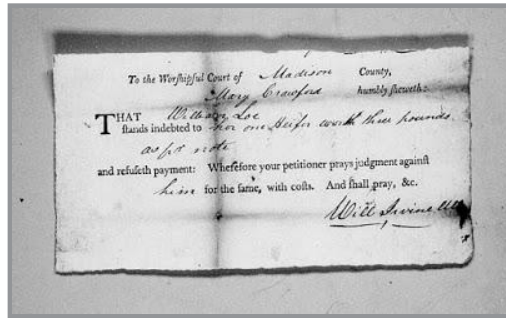 To the Worſhipful Court of Madison County,
Mary Crawford humbly ſheweth:
THAT William Loe
ſtands indebted to her one Heifer worth three pounds
as pr note
and refuſeth payment: Wherefore your petitioner prays judgment againſt
him for the ſame, with coſts. And ſhall pray, &c.
Will Irvine